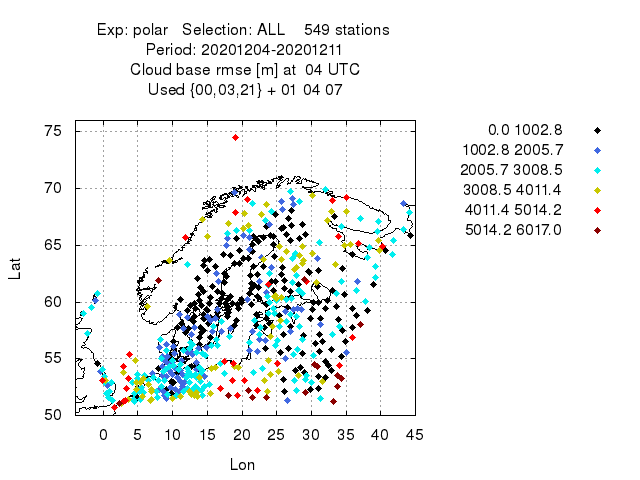 Exp: polar   Selection: ALL    549 stations
Period: 20201204-20201211
Cloud base rmse [m] at  04 UTC
Used {00,03,21} + 01 04 07
0.0 1002.8
1002.8 2005.7
2005.7 3008.5
3008.5 4011.4
4011.4 5014.2
5014.2 6017.0
75
70
65
60
55
50
Lat
0 5 10 15 20 25 30 35 40 45
Lon